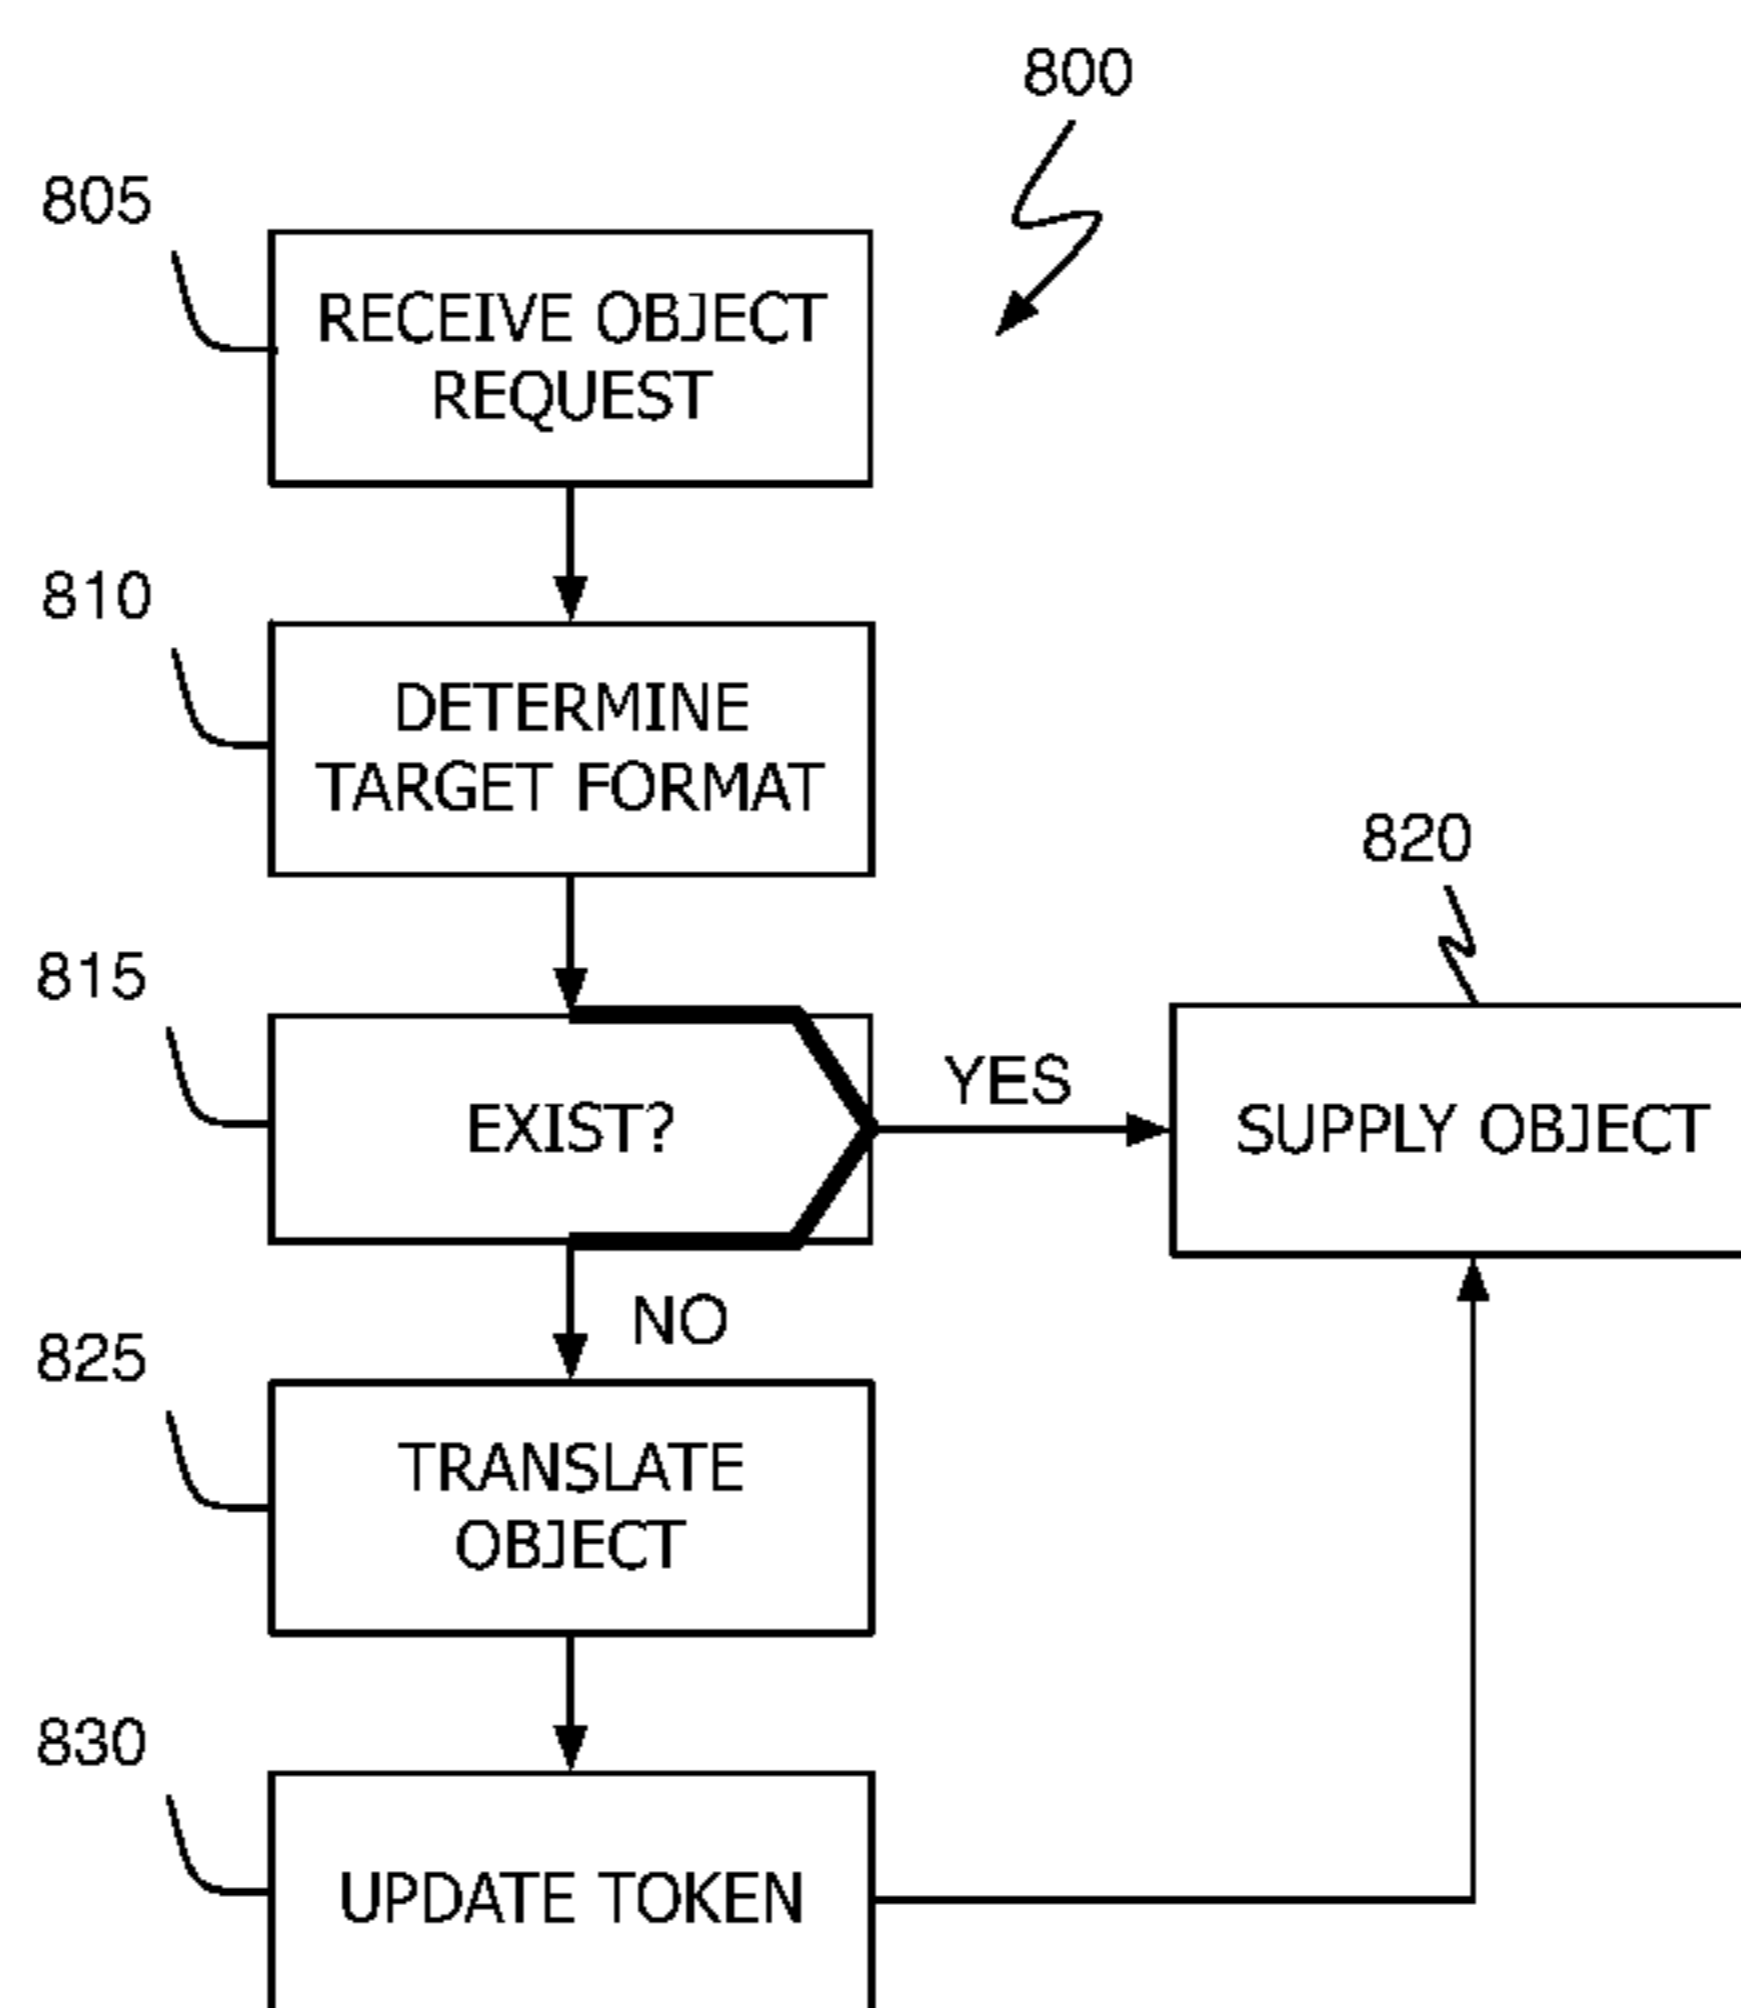 800
805
RECEIVE OBJECT
REQUEST
810
DETERMINE
TARGET FORMAT
820
815
EXIST?
YES
SUPPLY OBJECT
NO
825
TRANSLATE
OBJECT
830
UPDATE TOKEN